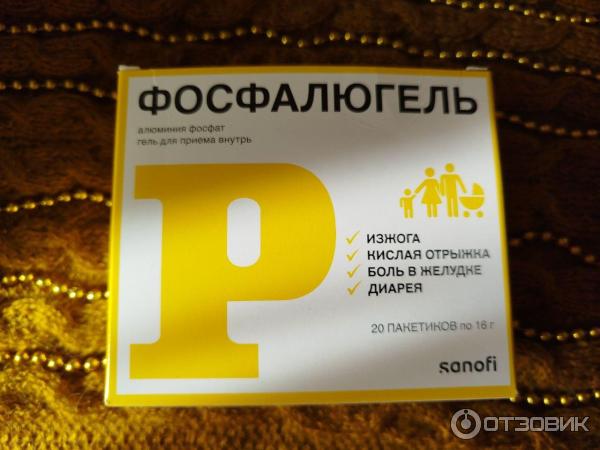 ФОСФАЛЮГЕЛЬ
алюминия фосфат
гель для приема внутрь
P
ИЗЖОГА
КИСЛАЯ ОТРЫЖКА
БОЛЬ В ЖЕЛУДКЕ
ДИАРЕЯ
20 ПАКЕТИКОВ по 16 г
sanofi
ОТЗОВИК